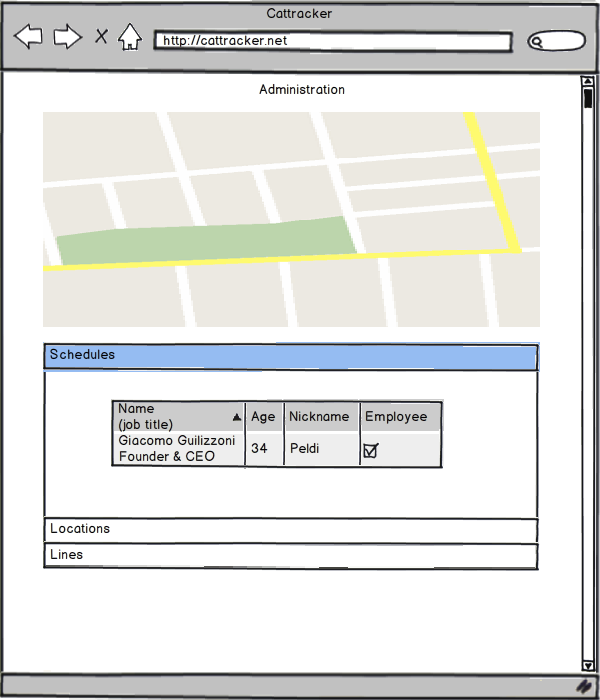 Cattracker
http://cattracker.net
Administration
Schedules
Name
(job title)
Age
Nickname
Employee
Giacomo Guilizzoni
Founder & CEO
34
Peldi
Locations
Lines